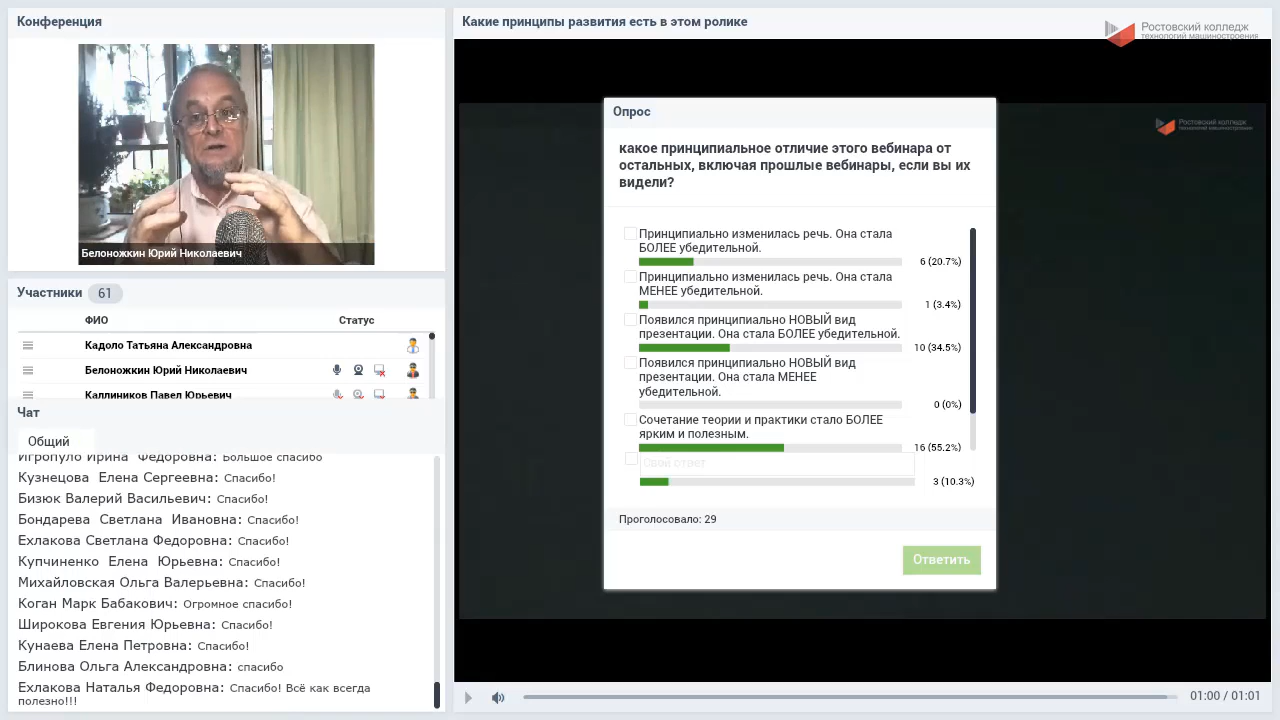 Конференция
Белоножкин Юрий Николаевич
Участники 61
ФИО Статус
Кадоло Татьяна Александровна
Белоножкин Юрий Николаевич
Каллиников Павел Юрьевич
Чат
Общий
Игропуло Ирина Федоровна: Большое спасибо
Кузнецова Елена Сергеевна: Спасибо!
Бизюк Валерий Васильевич: Спасибо!
Бондарева Светлана Ивановна: Спасибо!
Ехлакова Светлана Федоровна: Спасибо!
Купчиненко Елена Юрьевна: Спасибо!
Михайловская Ольга Валерьевна: Спасибо!
Коган Марк Бабакович: Огромное спасибо!
Широкова Евгения Юрьевна: Спасибо!
Кунаева Елена Петровна: Спасибо!
Блинова Ольга Александровна: спасибо
Ехлакова Наталья Федоровна: Спасибо! Всё как всегда
полезно!!!
Какие принципы развития есть в этом ролике
Ростовский колледж
технологий машиностроения
Ростовский колледж
технологий машиностроения
Опрос
какое принципиальное отличие этого вебинара от
остальных, включая прошлые вебинары, если вы их
видели?
Принципиально изменилась речь. Она стала
БОЛЕЕ убедительной.
6 (20.7%)
Принципиально изменилась речь. Она стала
МЕНЕЕ убедительной.
1 (3.4%)
Появился принципиально НОВЫЙ вид
презентации. Она стала БОЛЕЕ убедительной.
10 (34.5%)
Появился принципиально НОВЫЙ вид
презентации. Она стала МЕНЕЕ
убедительной.
0 (0%)
Сочетание теории и практики стало БОЛЕЕ
ярким и полезным.
16 (55.2%)
Свой ответ
3 (10.3%)
Проголосовало: 29
Ответить
01:00 / 01:01